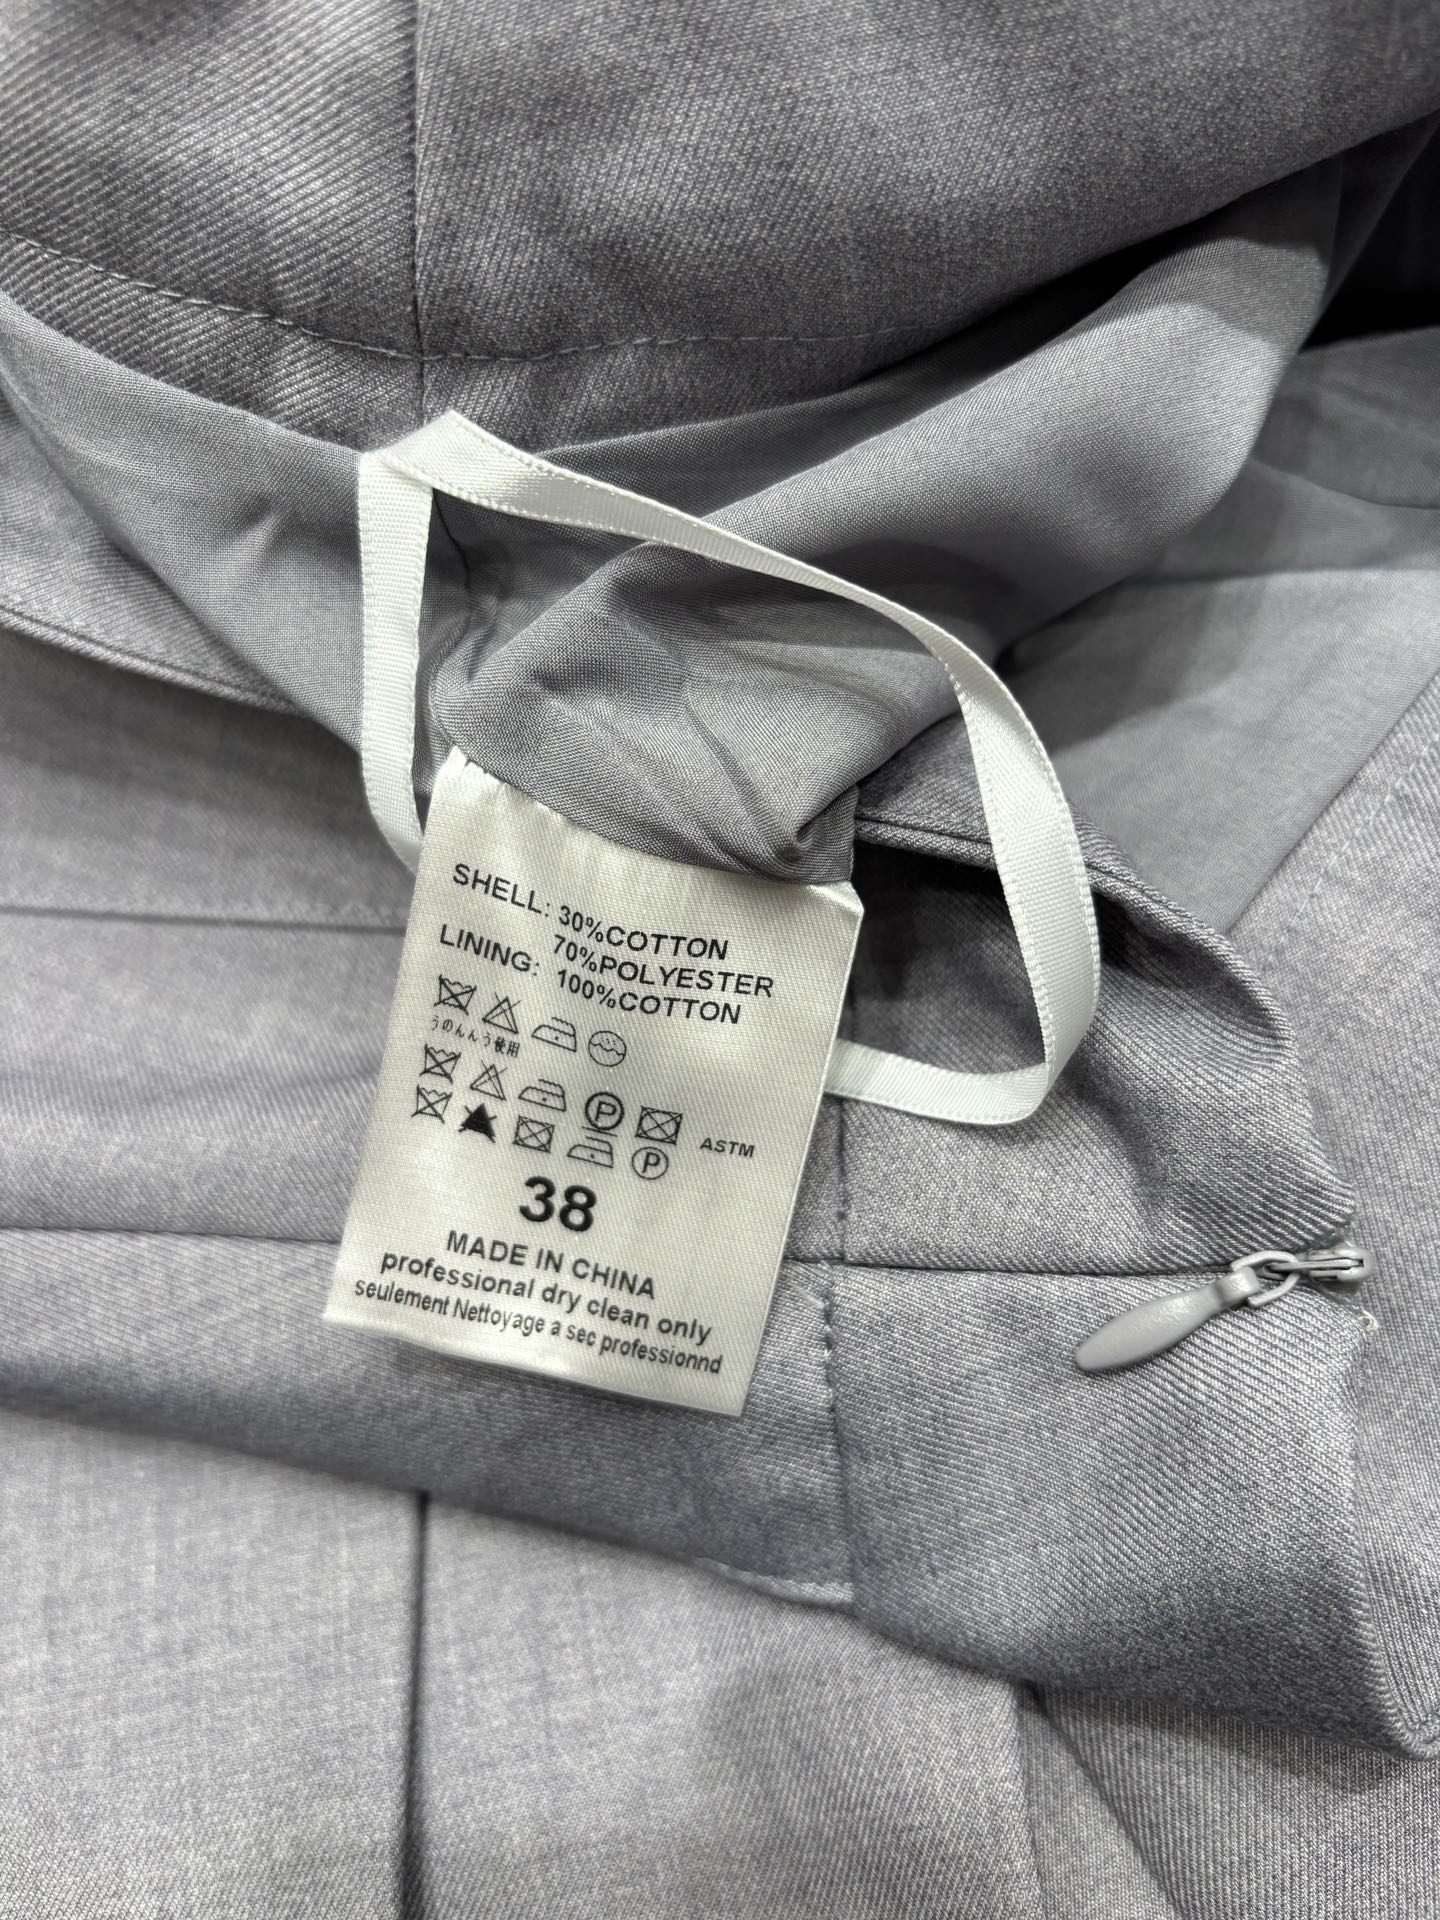 SHELL: 30%COTTON
70%POLYESTER
LINING: 100%COTTON
うのんんう使用
P
ASTM
P
38
MADE IN CHINA
professional dry clean only
seulement Nettoyage a sec professionnd